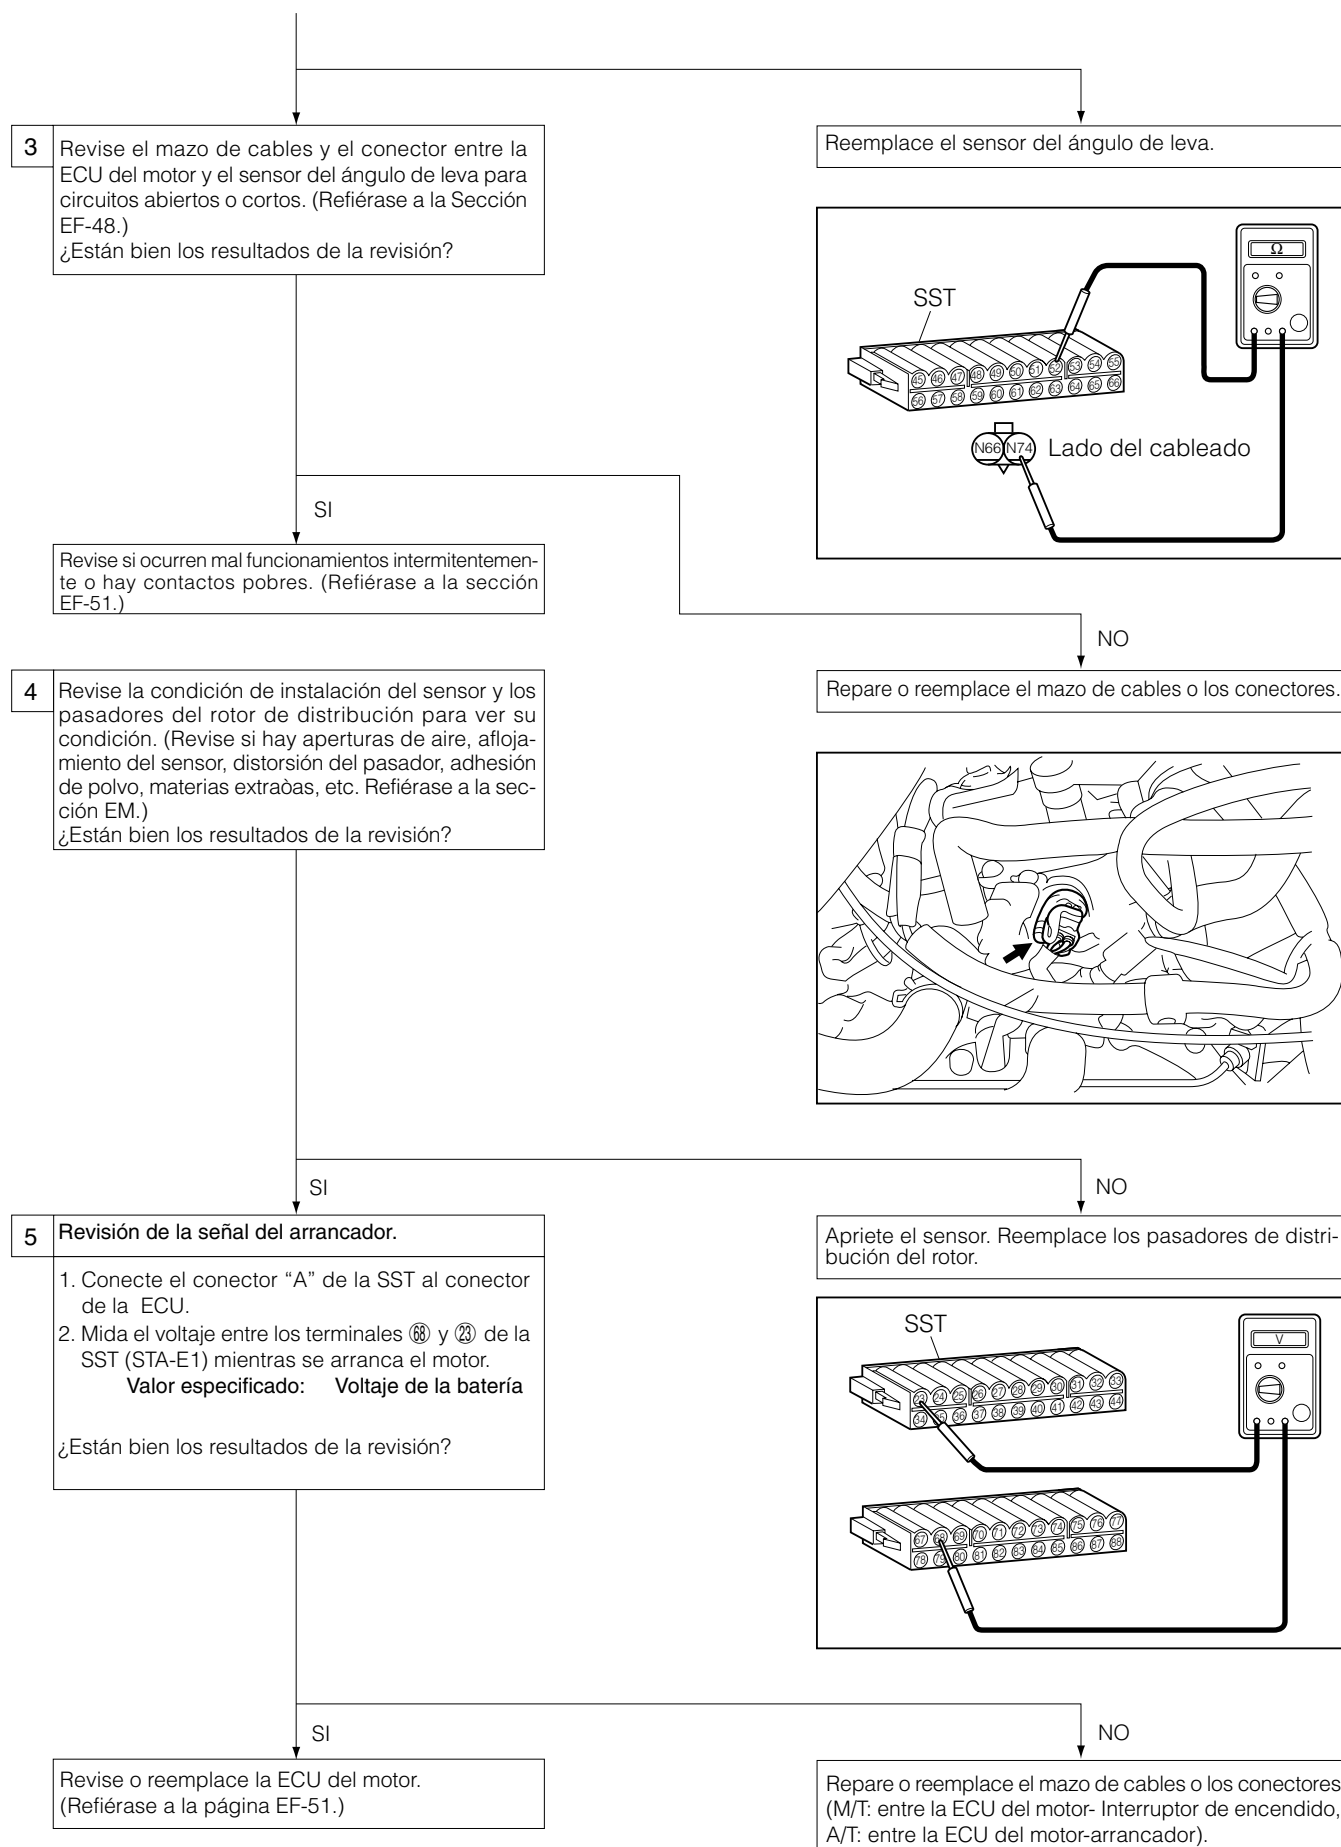 3
Revise el mazo de cables y el conector entre la
ECU del motor y el sensor del ángulo de leva para
circuitos abiertos o cortos. (Refiérase a la Sección
EF-48.)
¿Están bien los resultados de la revisión?
Reemplace el sensor del ángulo de leva.
Ω
SST
45 46 47 48 49 50 51 52 53 54 55
56 57 58 59 60 61 62 63 64 65 66
N66 N74 Lado del cableado
SI
Revise si ocurren mal funcionamientos intermitentemen-
te o hay contactos pobres. (Refiérase a la sección
EF-51.)
NO
Repare o reemplace el mazo de cables o los conectores.
4
Revise la condición de instalación del sensor y los
pasadores del rotor de distribución para ver su
condición. (Revise si hay aperturas de aire, afloja-
miento del sensor, distorsión del pasador, adhesión
de polvo, materias extraòas, etc. Refiérase a la sec-
ción EM.)
¿Están bien los resultados de la revisión?
SI
NO
5
Revisión de la señal del arrancador.
1. Conecte el conector “A” de la SST al conector
de la ECU.
2. Mida el voltaje entre los terminales 68 y 23 de la
SST (STA-E1) mientras se arranca el motor.
Valor especificado: Voltaje de la batería
¿Están bien los resultados de la revisión?
Apriete el sensor. Reemplace los pasadores de distri-
bución del rotor.
SST
V
23 24 25 26 27 28 29 30 31 32 33
34 35 36 37 38 39 40 41 42 43 44
67 68 69 70 71 72 73 74 75 76 77
78 79 80 81 82 83 84 85 86 87 88
SI
NO
Revise o reemplace la ECU del motor.
(Refiérase a la página EF-51.)
Repare o reemplace el mazo de cables o los conectores
(M/T: entre la ECU del motor- Interruptor de encendido,
A/T: entre la ECU del motor-arrancador).